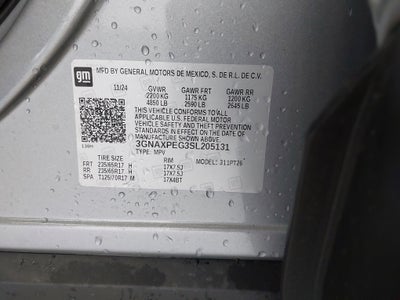 gm
MFD BY GENERAL MOTORS DE MEXICO, S. DE R.L. DE C.V.
11/24 GVWR GAWR FRT GAWR RR
2200 KG 1175 KG 1200 KG
4850 LB 2590 LB 2645 LB
THIS VEHICLE CONFORMS TO ALL
APPLICABLE U.S. FEDERAL MOTOR
VEHICLE SAFETY AND THEFT PREVENTION
STANDARDS IN EFFECT ON THE DATE OF
MANUFACTURE SHOWN ABOVE.
3GNAXPEG3SL205131
TYPE: MPV MODEL: 311PT26
TIRE SIZE RIM
FRT 235/65R17 H 17X7.5J
RR 235/65R17 H 17X7.5J
SPA T125/70R17 M 17X4BT